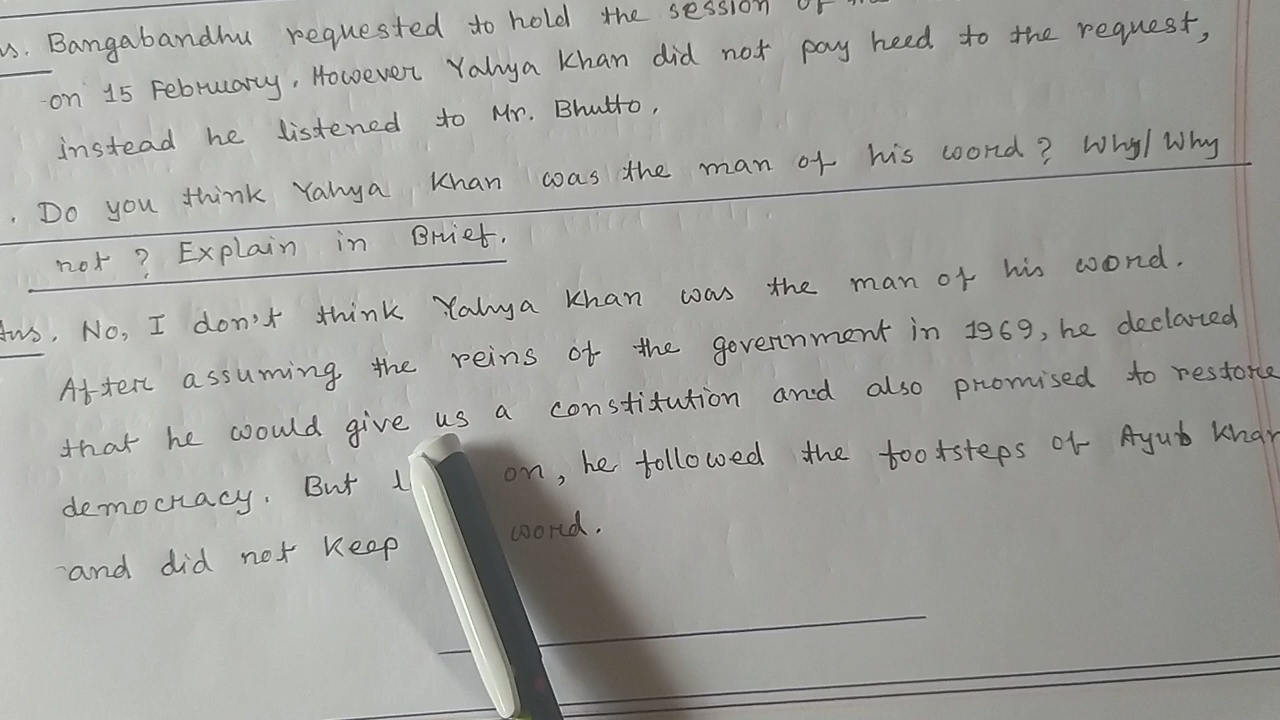 s. Bangabandhu requested to hold the session of
on 15 February. However Yahya Khan did not pay heed to the request,
instead he listened to Mr. Bhutto.
. Do you think Yahya Khan was the man of his word? Why/Why
not? Explain in Brief.
Ans. No, I don't think Yahya Khan was the man of his word.
After assuming the reins of the government in 1969, he declared
that he would give us a constitution and also promised to restore
democracy. But on, he followed the footsteps of Ayub Khan
and did not keep word.